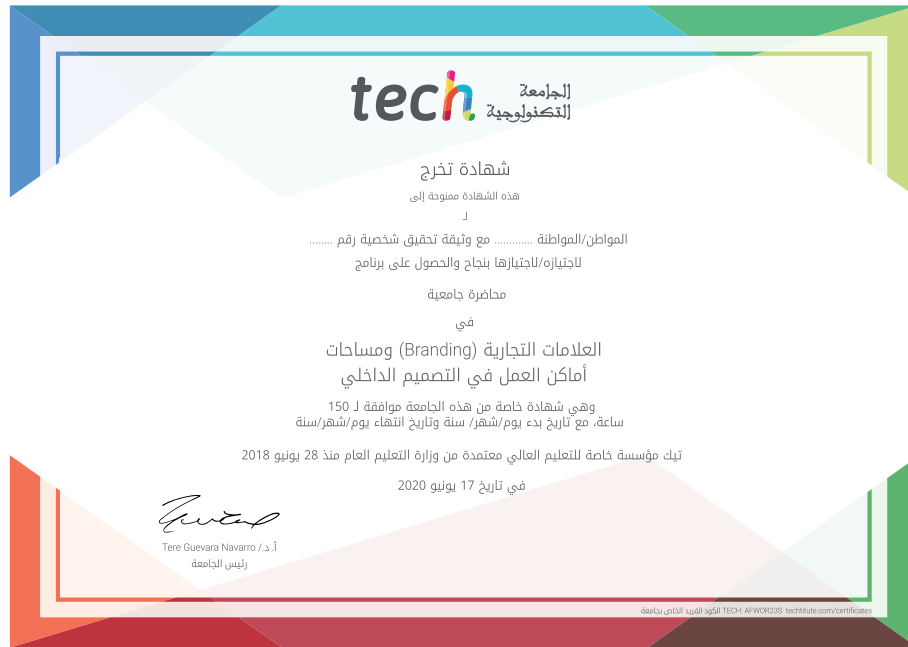 tech الجامعة
التكنولوجية
شهادة تخرج
هذه الشهادة ممنوحة إلى
لـ
المواطن/المواطنة ............. مع وثيقة تحقيق شخصية رقم ........
لاجتيازه/لاجتيازها بنجاح والحصول على برنامج
محاضرة جامعية
في
العلامات التجارية (Branding) ومساحات
أماكن العمل في التصميم الداخلي
وهي شهادة خاصة من هذه الجامعة موافقة لـ 150
ساعة، مع تاريخ بدء يوم/شهر/ سنة وتاريخ انتهاء يوم/شهر/سنة
تيك مؤسسة خاصة للتعليم العالي معتمدة من وزارة التعليم العام منذ 28 يونيو 2018
في تاريخ 17 يونيو 2020
أ. د./ Tere Guevara Navarro
رئيس الجامعة
الكود الفريد الخاص بجامعة TECH: AFWOR23S techtitute.com/certificates